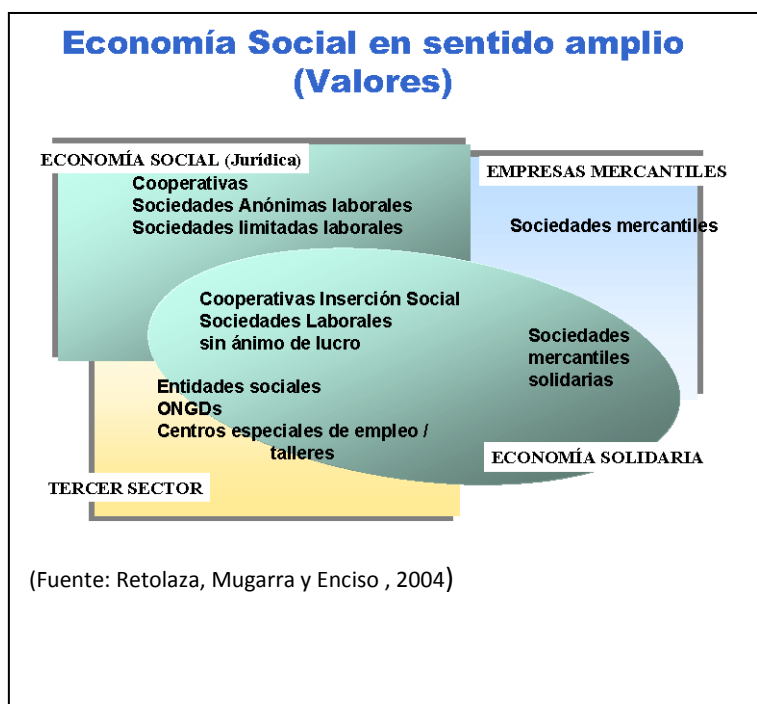 Economía Social en sentido amplio
(Valores)
ECONOMÍA SOCIAL (Jurídica)
Cooperativas
Sociedades Anónimas laborales
Sociedades limitadas laborales
EMPRESAS MERCANTILES
Sociedades mercantiles
Cooperativas Inserción Social
Sociedades Laborales
sin ánimo de lucro
Sociedades
mercantiles
solidarias
Entidades sociales
ONGDs
Centros especiales de empleo /
talleres
ECONOMÍA SOLIDARIA
TERCER SECTOR
(Fuente: Retolaza, Mugarra y Enciso , 2004)